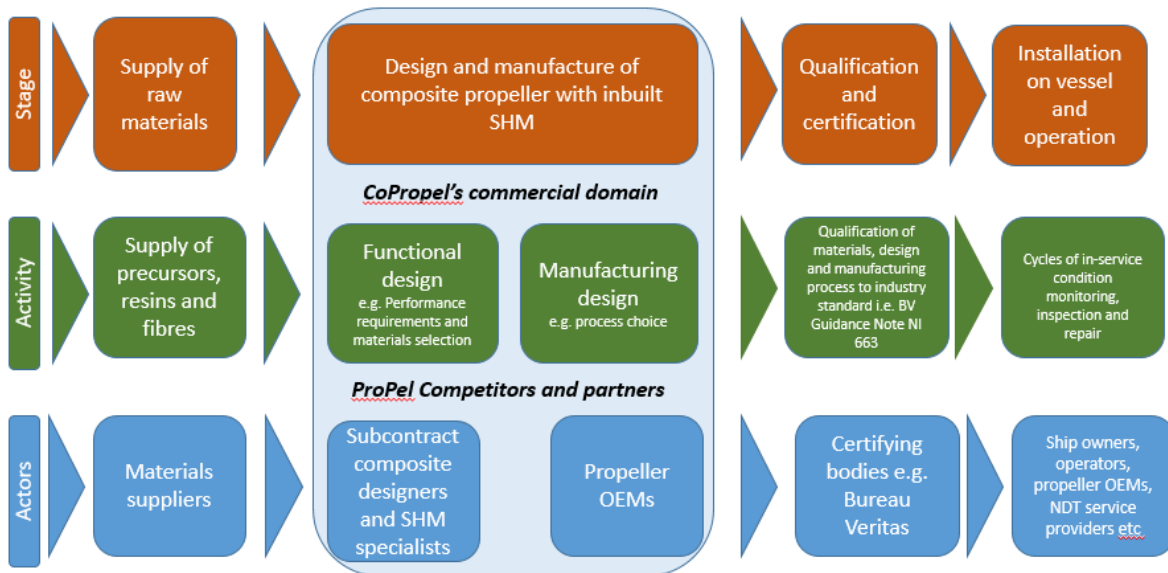 Stage
Supply of
raw
materials
Design and manufacture of
composite propeller with inbuilt
SHM
Qualification
and
certification
Installation
on vessel
and
operation
CoPropel's commercial domain
Activity
Supply of
precursors,
resins and
fibres
Functional
design
e.g. Performance
requirements and
materials selection
Manufacturing
design
e.g. process choice
Qualification of
materials, design
and manufacturing
process to industry
standard i.e. BV
Guidance Note NI
663
Cycles of in-service
condition
monitoring,
inspection and
repair
ProPel Competitors and partners
Actors
Materials
suppliers
Subcontract
composite
designers
and SHM
specialists
Propeller
OEMs
Certifying
bodies e.g.
Bureau
Veritas
Ship owners,
operators,
propeller OEMs,
NDT service
providers etc